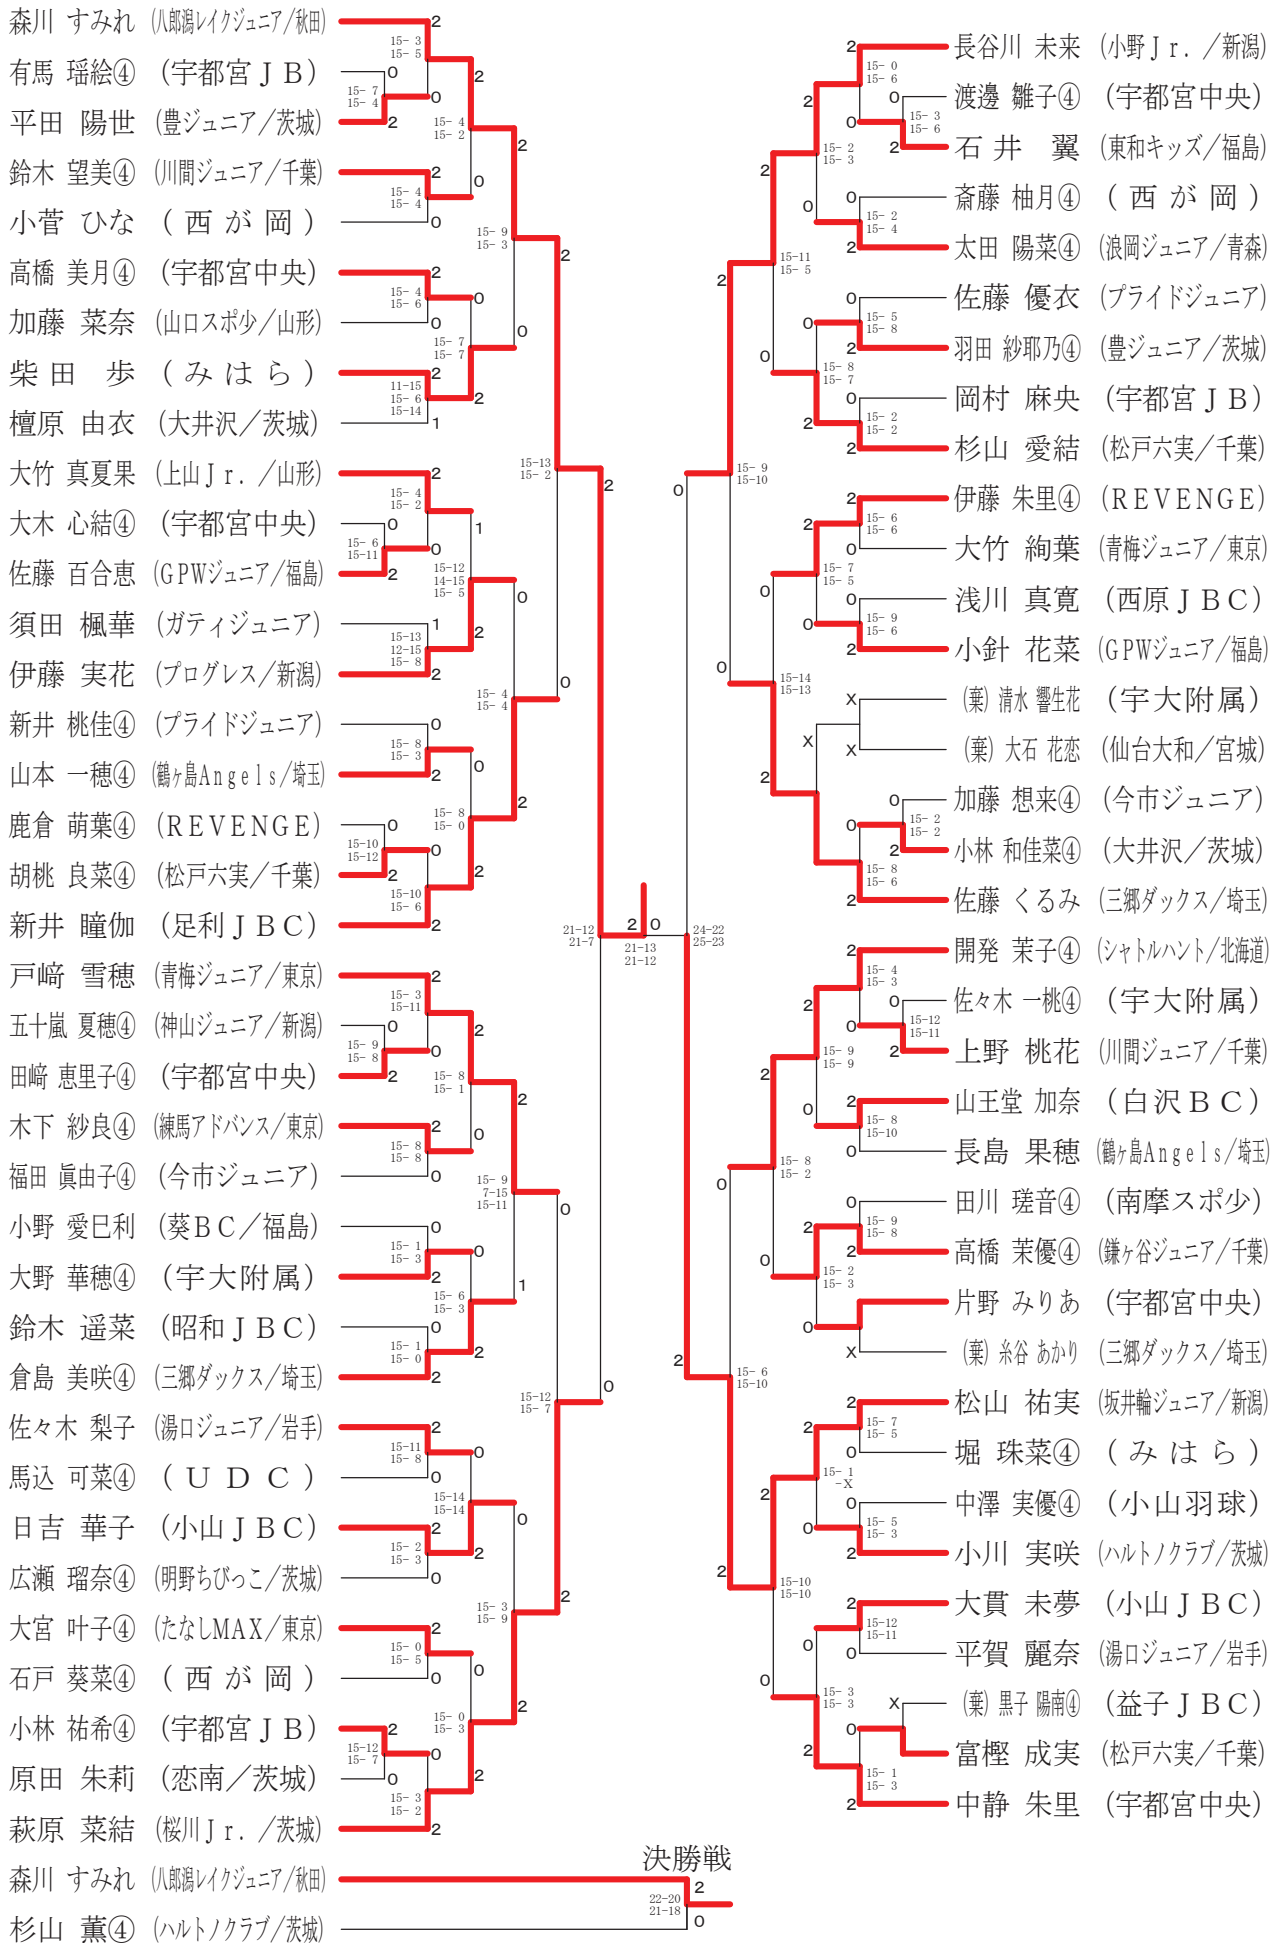 森川 すみれ (八郎潟レイクジュニア/秋田)
有馬 瑶絵④ (宇都宮ＪＢ)
平田 陽世 (豊ジュニア/茨城)
鈴木 望美④ (川間ジュニア/千葉)
小菅 ひな (西が岡)
高橋 美月④ (宇都宮中央)
加藤 菜奈 (山口スポ少/山形)
柴田 歩 (みはら)
檀原 由衣 (大井沢/茨城)
大竹 真夏果 (上山Ｊr．/山形)
大木 心結④ (宇都宮中央)
佐藤 百合恵 (GPWジュニア/福島)
須田 楓華 (ガティジュニア)
伊藤 実花 (プログレス/新潟)
新井 桃佳④ (プライドジュニア)
山本 一穂④ (鶴ヶ島Angels/埼玉)
鹿倉 萌葉④ (REVENGE)
胡桃 良菜④ (松戸六実/千葉)
新井 瞳伽 (足利ＪＢＣ)
戸﨑 雪穂 (青梅ジュニア/東京)
五十嵐 夏穂④ (神山ジュニア/新潟)
田﨑 恵里子④ (宇都宮中央)
木下 紗良④ (練馬アドバンス/東京)
福田 眞由子④ (今市ジュニア)
小野 愛巳利 (葵ＢＣ/福島)
大野 華穂④ (宇大附属)
鈴木 遥菜 (昭和ＪＢＣ)
倉島 美咲④ (三郷ダックス/埼玉)
佐々木 梨子 (湯口ジュニア/岩手)
馬込 可菜④ (ＵＤＣ)
日吉 華子 (小山ＪＢＣ)
広瀬 瑠奈④ (明野ちびっこ/茨城)
大宮 叶子④ (たなしMAX/東京)
石戸 葵菜④ (西が岡)
小林 祐希④ (宇都宮ＪＢ)
原田 朱莉 (恋南/茨城)
萩原 菜結 (桜川Ｊr．/茨城)
長谷川 未来 (小野Ｊr．/新潟)
渡邊 雛子④ (宇都宮中央)
石井 翼 (東和キッズ/福島)
斎藤 柚月④ (西が岡)
太田 陽菜④ (浪岡ジュニア/青森)
佐藤 優衣 (プライドジュニア)
羽田 紗耶乃④ (豊ジュニア/茨城)
岡村 麻央 (宇都宮ＪＢ)
杉山 愛結 (松戸六実/千葉)
伊藤 朱里④ (REVENGE)
大竹 絢葉 (青梅ジュニア/東京)
浅川 真寛 (西原ＪＢＣ)
小針 花菜 (GPWジュニア/福島)
(棄) 清水 響生花 (宇大附属)
(棄) 大石 花恋 (仙台大和/宮城)
加藤 想来④ (今市ジュニア)
小林 和佳菜④ (大井沢/茨城)
佐藤 くるみ (三郷ダックス/埼玉)
開発 茉子④ (シャトルハント/北海道)
佐々木 一桃④ (宇大附属)
上野 桃花 (川間ジュニア/千葉)
山王堂 加奈 (白沢ＢＣ)
長島 果穂 (鶴ヶ島Angels/埼玉)
田川 瑳音④ (南摩スポ少)
高橋 茉優④ (鎌ヶ谷ジュニア/千葉)
片野 みりあ (宇都宮中央)
(棄) 糸谷 あかり (三郷ダックス/埼玉)
松山 祐実 (坂井輪ジュニア/新潟)
堀 珠菜④ (みはら)
中澤 実優④ (小山羽球)
小川 実咲 (ハルトノクラブ/茨城)
大貫 未夢 (小山ＪＢＣ)
平賀 麗奈 (湯口ジュニア/岩手)
(棄) 黒子 陽南④ (益子ＪＢＣ)
富樫 成実 (松戸六実/千葉)
中静 朱里 (宇都宮中央)
21-12
21-7
2 0
21-13
21-12
24-22
25-23
決勝戦
森川 すみれ (八郎潟レイクジュニア/秋田) 2
22-20
21-18
杉山 薫④ (ハルトノクラブ/茨城) 0